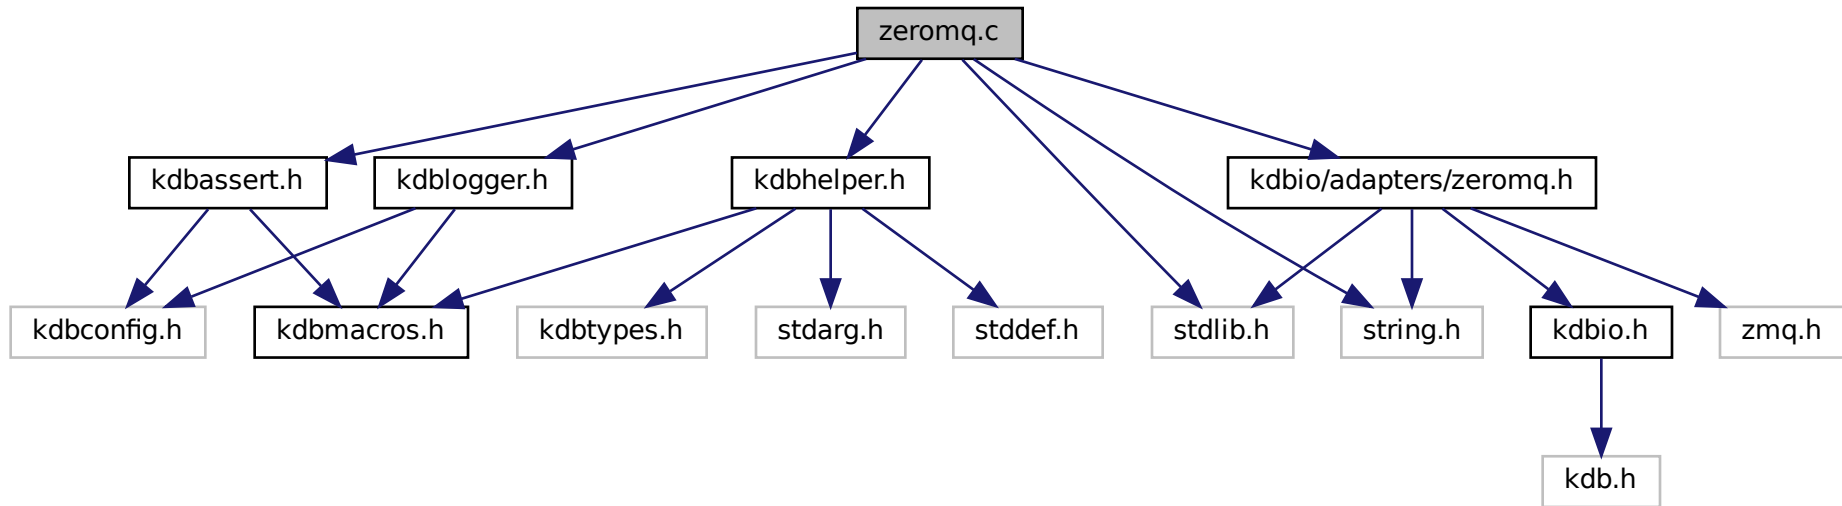 zeromq.c
kdbassert.h
kdblogger.h
kdbhelper.h
kdbio/adapters/zeromq.h
kdbconfig.h
kdbmacros.h
kdbtypes.h
stdarg.h
stddef.h
stdlib.h
string.h
kdbio.h
zmq.h
kdb.h